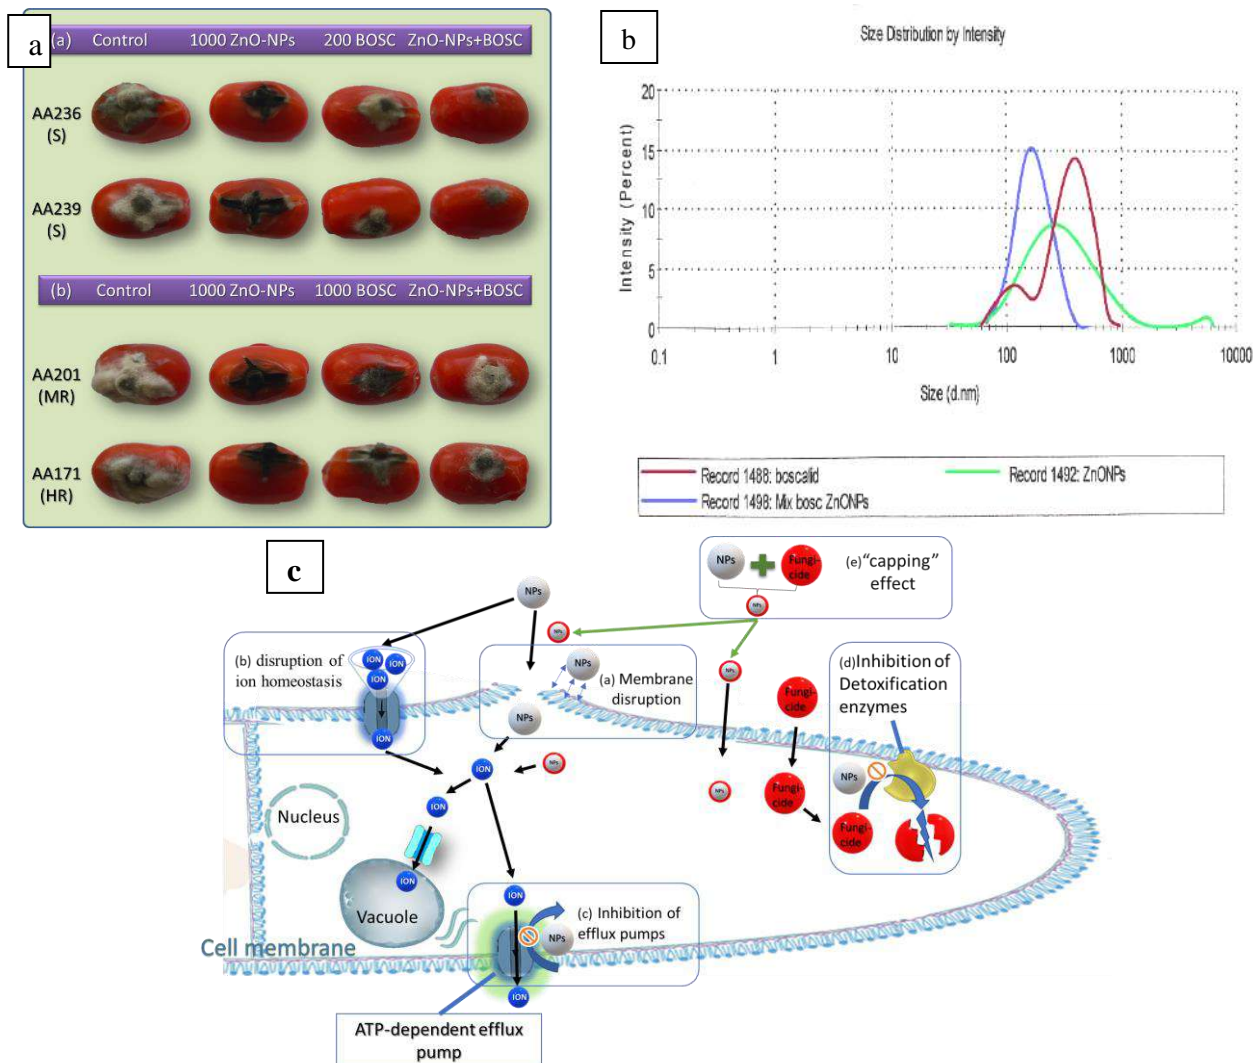 a
(a) Control 1000 ZnO-NPs 200 BOSC ZnO-NPs+BOSC
AA236
(S)
AA239
(S)
(b) Control 1000 ZnO-NPs 1000 BOSC ZnO-NPs+BOSC
AA201
(MR)
AA171
(HR)
b
Size Distribution by Intensity
Intensity (Percent)
20
15
10
5
0
0.1 1 10 100 1000 10000
Size (d.nm)
Record 1488: boscalid
Record 1492: ZnONPs
Record 1498: Mix bosc ZnONPs
c
NPs
Fungi-
cide
(e) "capping"
effect
NPs
NPs
NPs
(b) disruption of
ion homeostasis
ION
ION
ION
ION
NPs
(a) Membrane
disruption
NPs
NPs
Fungi-
cide
(d) Inhibition of
Detoxification
enzymes
ION
NPs
NPs
Fungi-
cide
NPs
Fungi-
cide
Nucleus
ION
ION
Vacuole
Cell membrane
ION
NPs
(c) Inhibition of
efflux pumps
ION
ATP-dependent efflux
pump